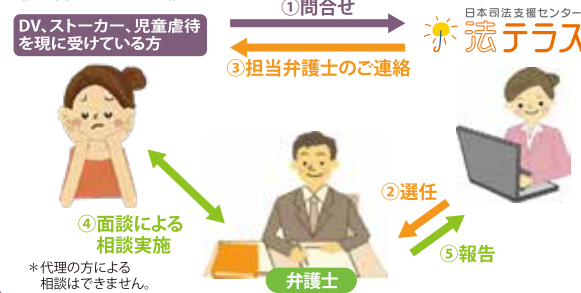 ①問合せ
DV、ストーカー、児童虐待
を現に受けている方
日本司法支援センター
法テラス
③担当弁護士のご連絡
②選任
④面談による
相談実施
⑤報告
＊代理の方による
相談はできません。
弁護士